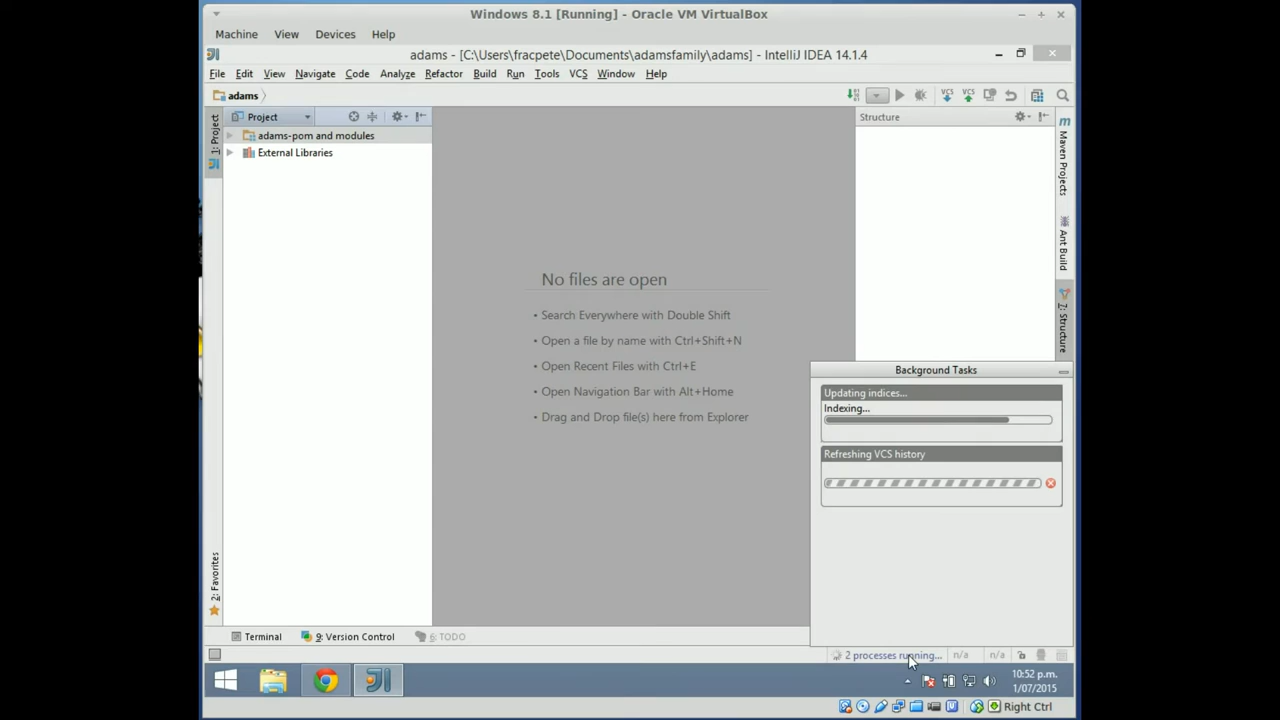 Windows 8.1 [Running] - Oracle VM VirtualBox
Machine View Devices Help
adams - [C:\Users\fracpete\Documents\adamsfamily\adams] - IntelliJ IDEA 14.1.4
File Edit View Navigate Code Analyze Refactor Build Run Tools VCS Window Help
adams
VCS VCS
1: Project
Project
adams-pom and modules
External Libraries
2: Favorites
No files are open
• Search Everywhere with Double Shift
• Open a file by name with Ctrl+Shift+N
• Open Recent Files with Ctrl+E
• Open Navigation Bar with Alt+Home
• Drag and Drop file(s) here from Explorer
Structure
Maven Projects
Ant Build
7: Structure
Background Tasks
Updating indices...
Indexing...
Refreshing VCS history
Terminal 9: Version Control 6: TODO
2 processes running... n/a n/a
10:52 p.m.
1/07/2015
Right Ctrl